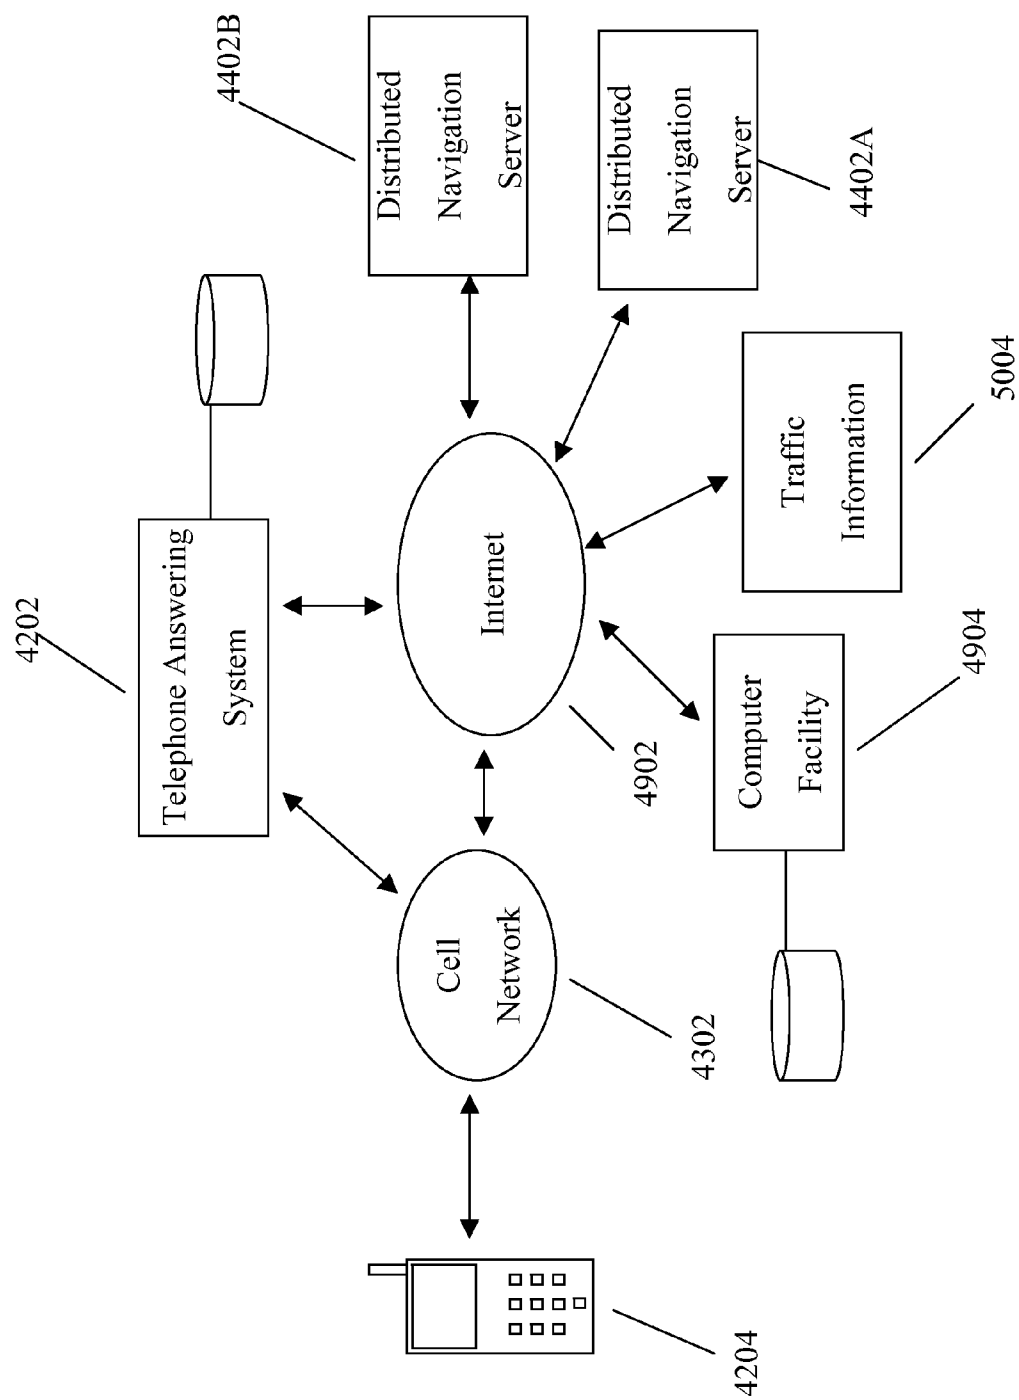 4202
Telephone Answering
System
4402B
Distributed
Navigation
Server
Distributed
Navigation
Server
4402A
Internet
4902
Cell
Network
4302
Computer
Facility
4904
Traffic
Information
5004
4204